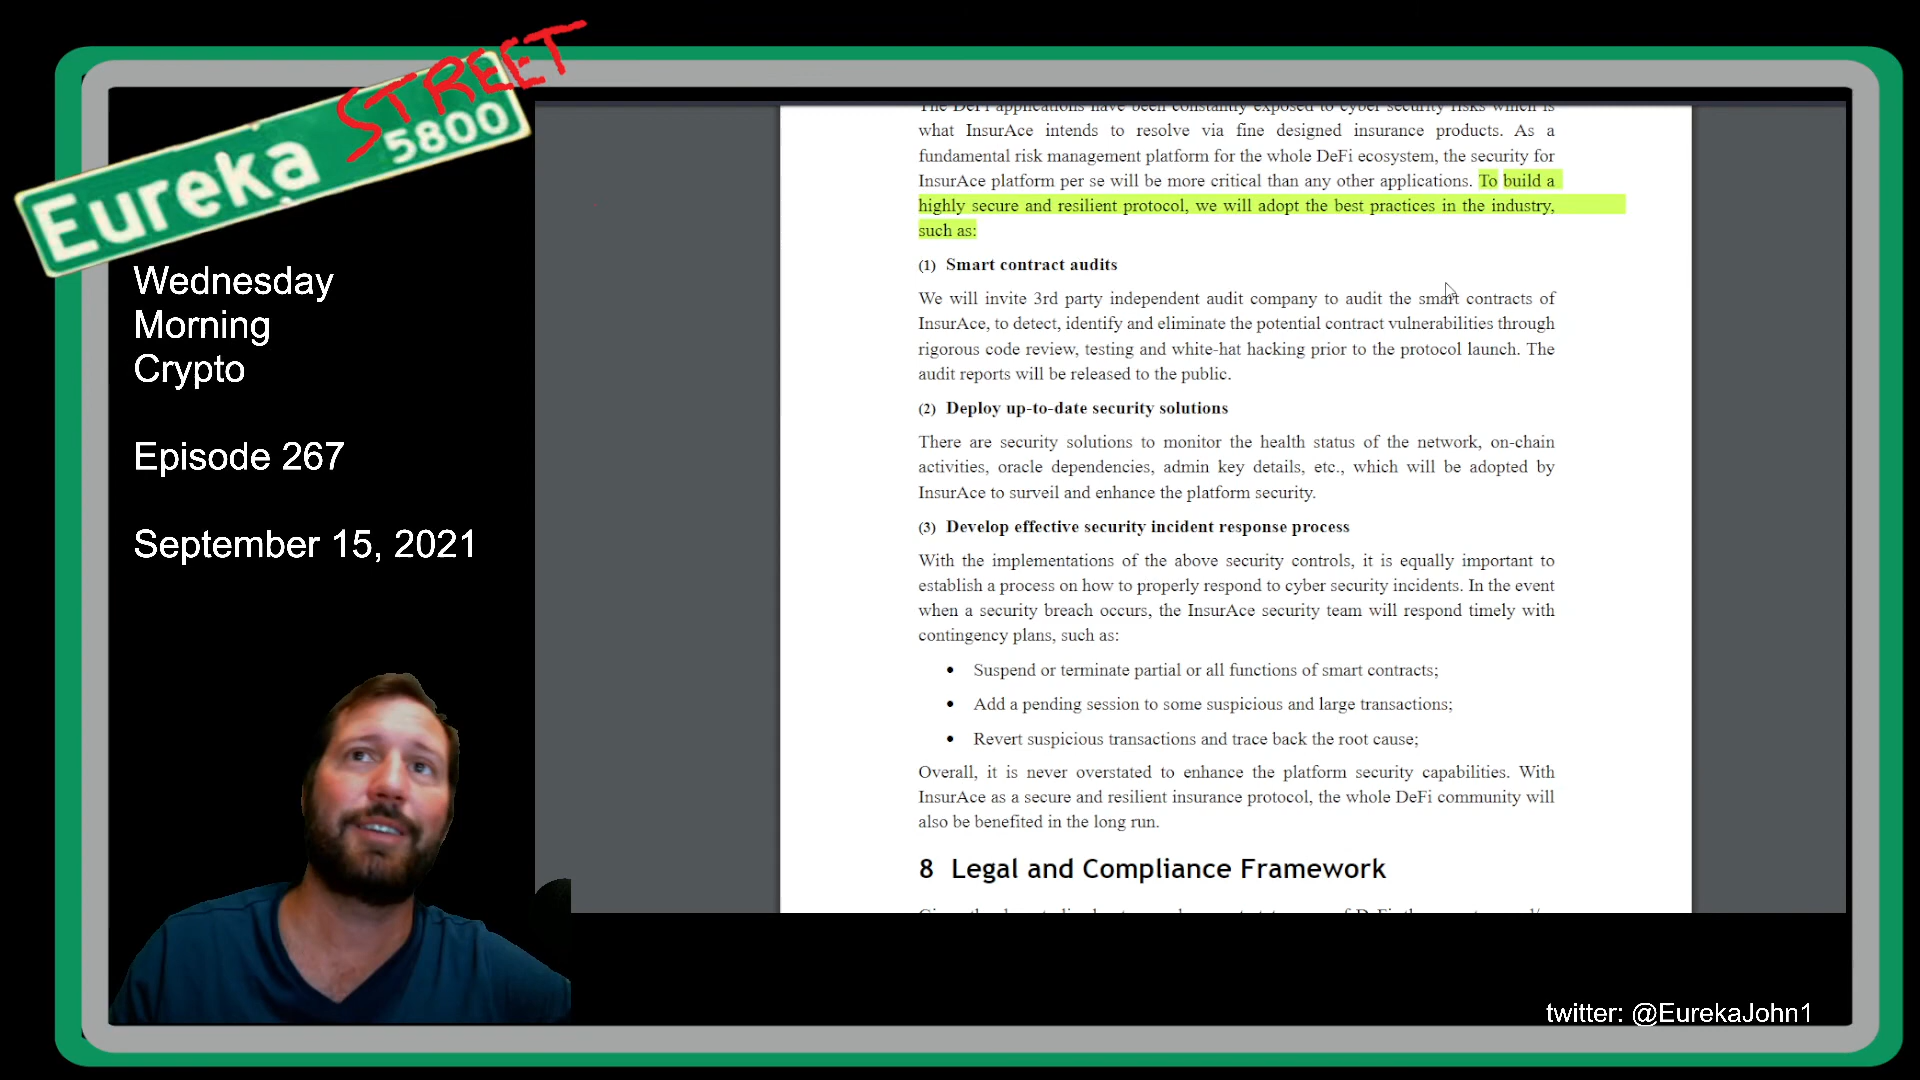 STREET
Eureka 5800
Wednesday
Morning
Crypto
Episode 267
September 15, 2021
The DeFi applications have been constantly exposed to cyber security risks which is
what InsurAce intends to resolve via fine designed insurance products. As a
fundamental risk management platform for the whole DeFi ecosystem, the security for
InsurAce platform per se will be more critical than any other applications. To build a
highly secure and resilient protocol, we will adopt the best practices in the industry,
such as:
(1) Smart contract audits
We will invite 3rd party independent audit company to audit the smart contracts of
InsurAce, to detect, identify and eliminate the potential contract vulnerabilities through
rigorous code review, testing and white-hat hacking prior to the protocol launch. The
audit reports will be released to the public.
(2) Deploy up-to-date security solutions
There are security solutions to monitor the health status of the network, on-chain
activities, oracle dependencies, admin key details, etc., which will be adopted by
InsurAce to surveil and enhance the platform security.
(3) Develop effective security incident response process
With the implementations of the above security controls, it is equally important to
establish a process on how to properly respond to cyber security incidents. In the event
when a security breach occurs, the InsurAce security team will respond timely with
contingency plans, such as:
• Suspend or terminate partial or all functions of smart contracts;
• Add a pending session to some suspicious and large transactions;
• Revert suspicious transactions and trace back the root cause;
Overall, it is never overstated to enhance the platform security capabilities. With
InsurAce as a secure and resilient insurance protocol, the whole DeFi community will
also be benefited in the long run.
8 Legal and Compliance Framework
twitter: @EurekaJohn1